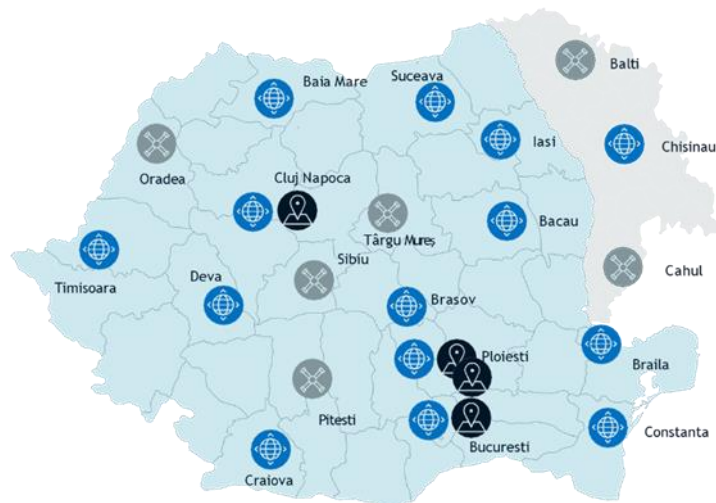 Balti
Baia Mare
Suceava
Iasi
Chisinau
Oradea
Cluj Napoca
Bacau
Târgu Mureş
Sibiu
Cahul
Timisoara
Deva
Brasov
Ploiesti
Braila
Pitesti
Constanta
Bucuresti
Craiova